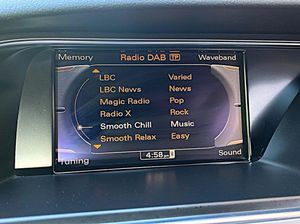 Memory Radio DAB TP Waveband
LBC Varied
LBC News News
Magic Radio Pop
Radio X Rock
Smooth Chill Music
Smooth Relax Easy
Tuning 4:58 pm Sound